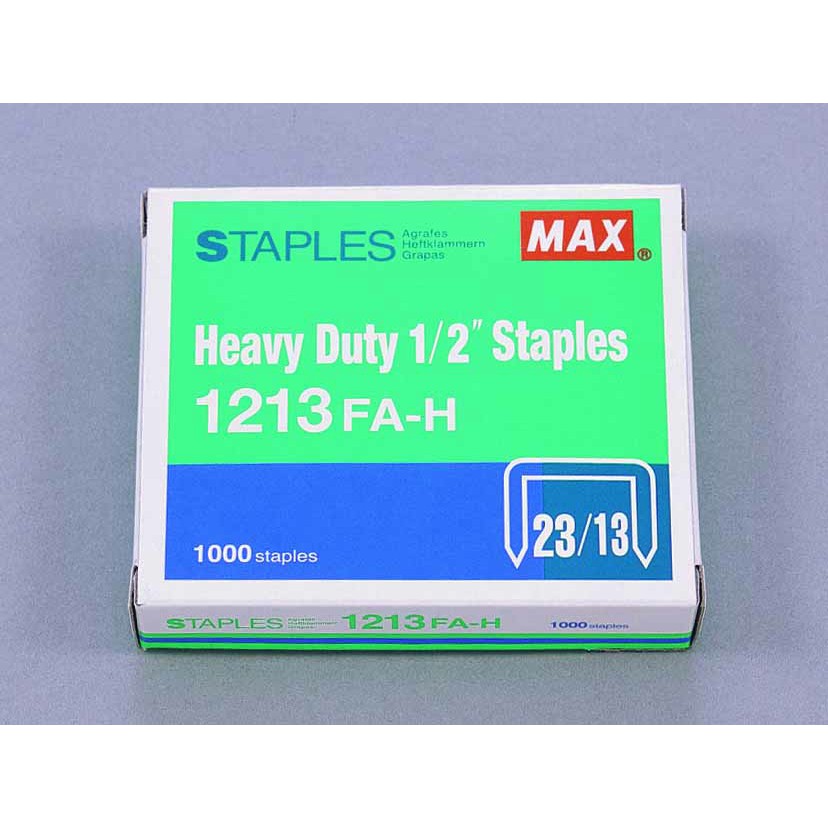 STAPLES
Agrafes
Heftklammern
Grapas
MAX®
Heavy Duty 1/2" Staples
1213 FA-H
23/13
1000 staples
STAPLES
Agrafes
Heftklammern
Grapas
1213 FA-H
1000 staples